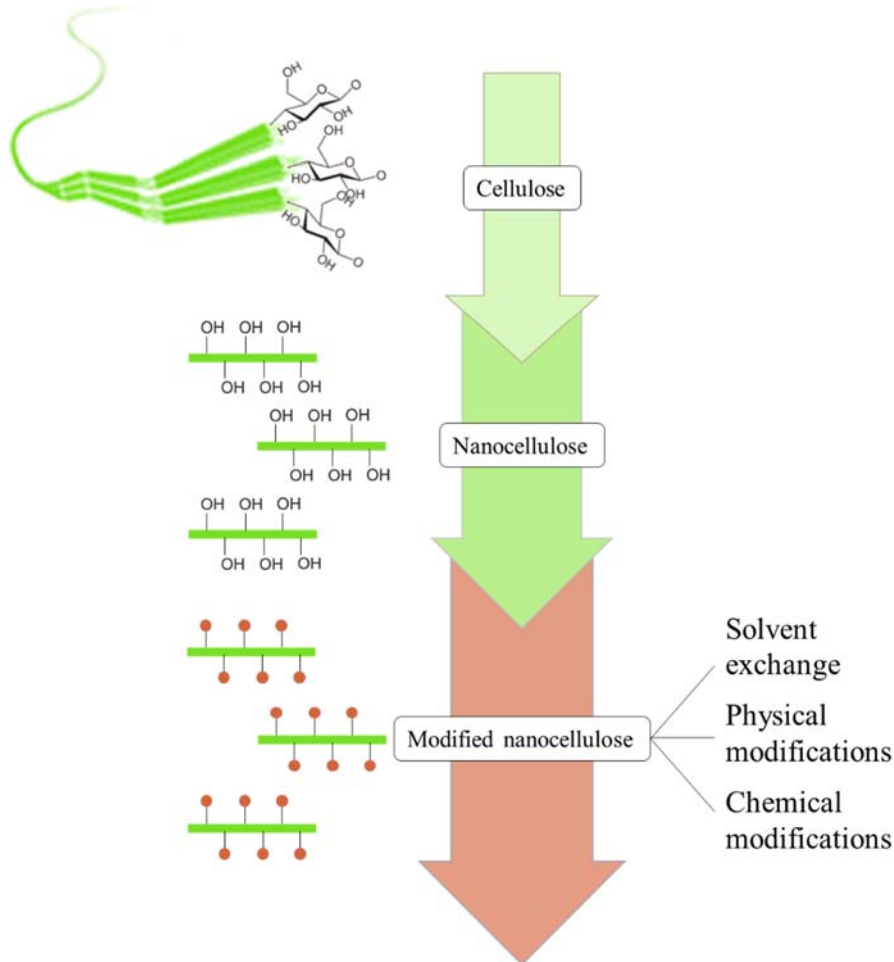 OH
O
O
OH
HO
OH
Cellulose
O
O
HO
OH
OH
HO
O
OH
O
OH OH OH
OH OH OH
OH OH OH
Nanocellulose
OH OH OH
OH OH OH
OH OH OH
Solvent
exchange
Modified nanocellulose
Physical
modifications
Chemical
modifications